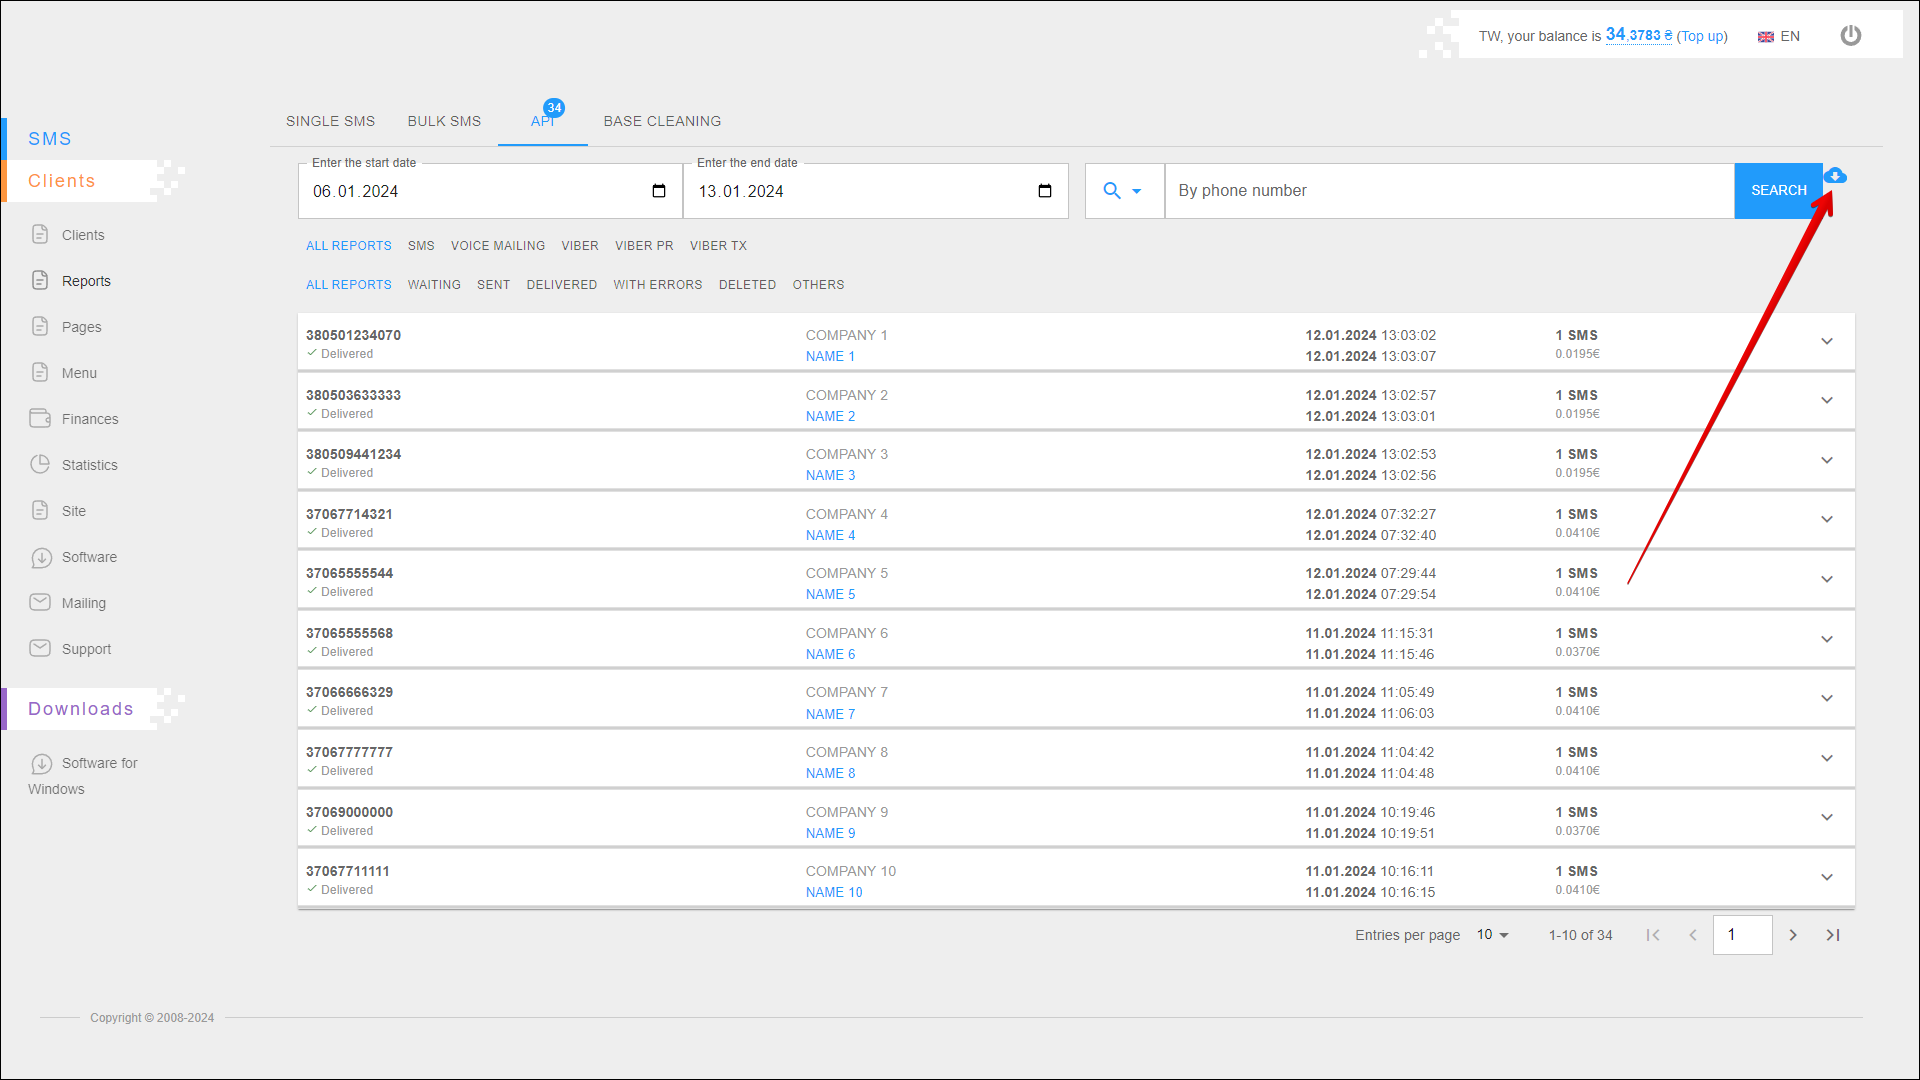 TW, your balance is 34,3783 ₴ (Top up)
EN
SMS
Clients
Clients
Reports
Pages
Menu
Finances
Statistics
Site
Software
Mailing
Support
Downloads
Software for
Windows
SINGLE SMS BULK SMS API 34 BASE CLEANING
Enter the start date
06.01.2024
Enter the end date
13.01.2024
By phone number
SEARCH
ALL REPORTS SMS VOICE MAILING VIBER VIBER PR VIBER TX
ALL REPORTS WAITING SENT DELIVERED WITH ERRORS DELETED OTHERS
380501234070 COMPANY 1 12.01.2024 13:03:02 1 SMS
Delivered NAME 1 12.01.2024 13:03:07 0.0195€
380503633333 COMPANY 2 12.01.2024 13:02:57 1 SMS
Delivered NAME 2 12.01.2024 13:03:01 0.0195€
380509441234 COMPANY 3 12.01.2024 13:02:53 1 SMS
Delivered NAME 3 12.01.2024 13:02:56 0.0195€
37067714321 COMPANY 4 12.01.2024 07:32:27 1 SMS
Delivered NAME 4 12.01.2024 07:32:40 0.0410€
37065555544 COMPANY 5 12.01.2024 07:29:44 1 SMS
Delivered NAME 5 12.01.2024 07:29:54 0.0410€
37065555568 COMPANY 6 11.01.2024 11:15:31 1 SMS
Delivered NAME 6 11.01.2024 11:15:46 0.0370€
37066666329 COMPANY 7 11.01.2024 11:05:49 1 SMS
Delivered NAME 7 11.01.2024 11:06:03 0.0410€
37067777777 COMPANY 8 11.01.2024 11:04:42 1 SMS
Delivered NAME 8 11.01.2024 11:04:48 0.0410€
37069000000 COMPANY 9 11.01.2024 10:19:46 1 SMS
Delivered NAME 9 11.01.2024 10:19:51 0.0370€
37067711111 COMPANY 10 11.01.2024 10:16:11 1 SMS
Delivered NAME 10 11.01.2024 10:16:15 0.0410€
Entries per page 10 1-10 of 34 1
Copyright © 2008-2024